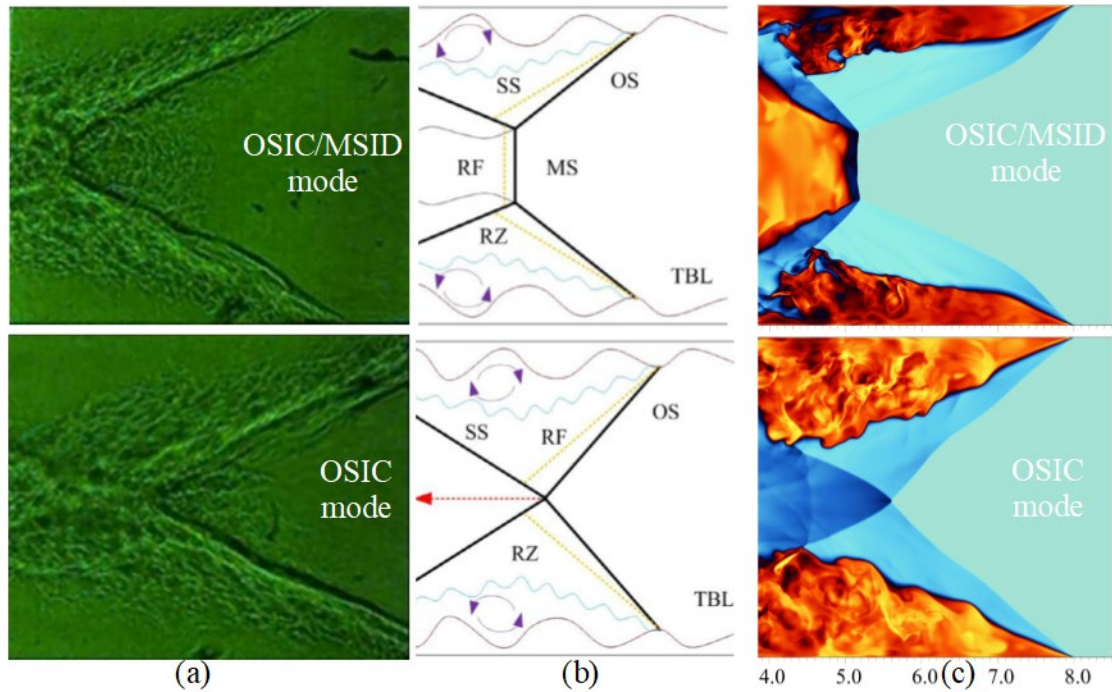 OSIC/MSID
mode
SS
OS
RF
MS
RZ
TBL
OSIC/MSID
mode
OSIC
mode
OS
SS
RF
RZ
TBL
OSIC
mode
(a)
(b)
(c)
4.0 5.0 6.0 7.0 8.0